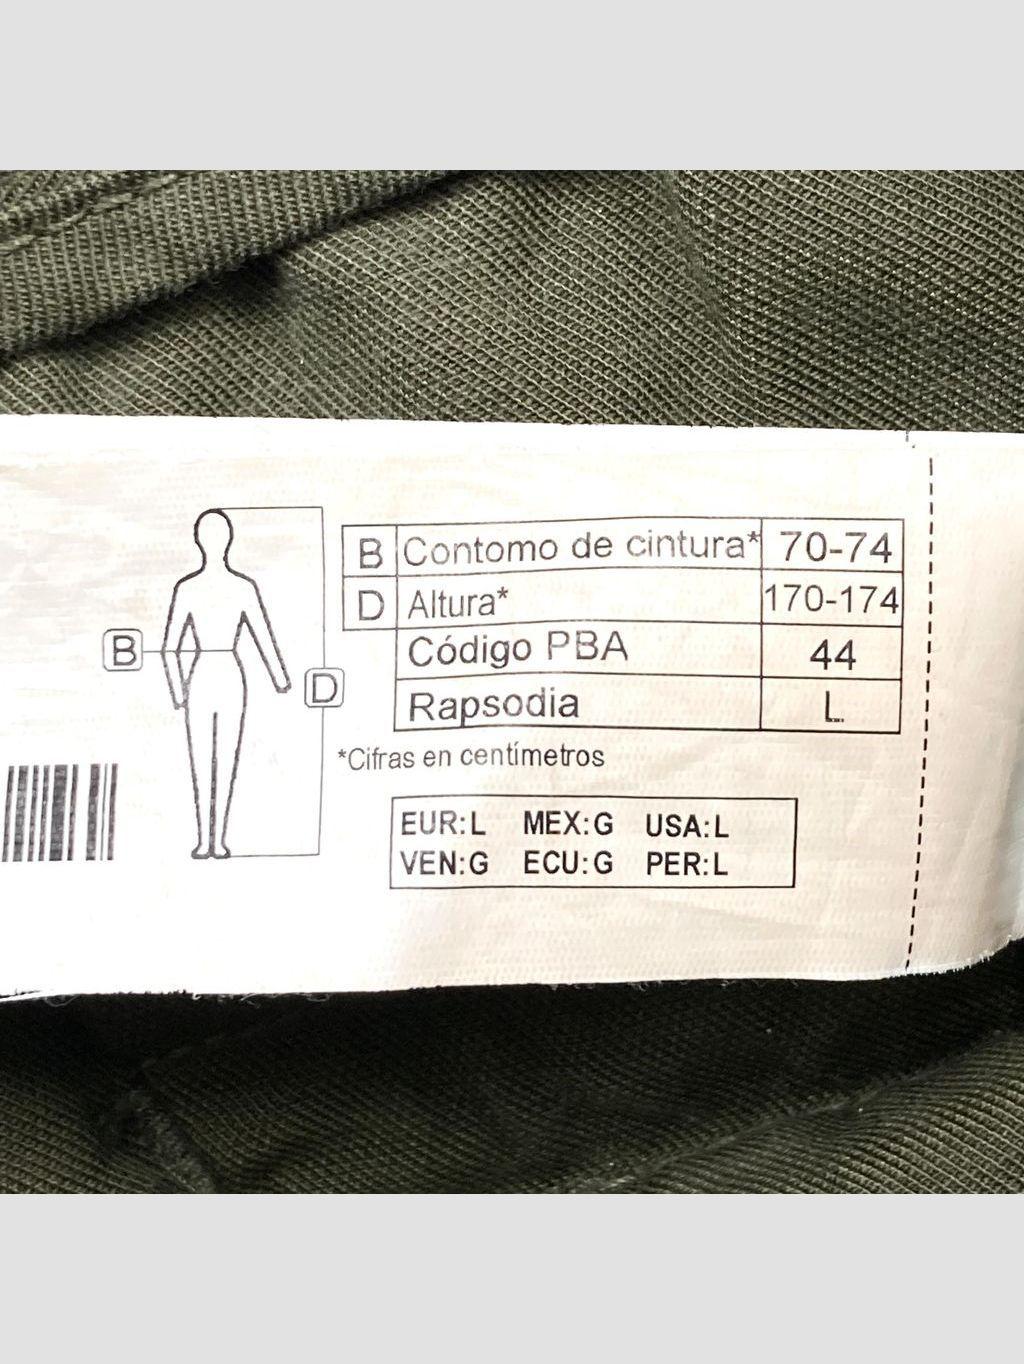 B Contomo de cintura* 70-74
D Altura* 170-174
Código PBA 44
Rapsodia L
B
D
*Cifras en centímetros
EUR:L MEX:G USA:L
VEN:G ECU:G PER:L